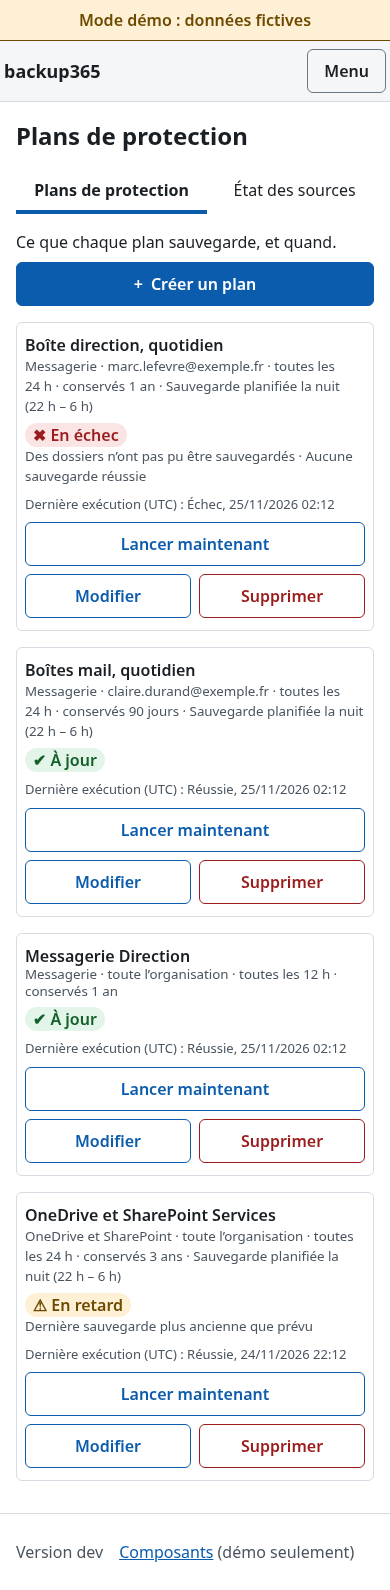 Mode démo : données fictives
backup365
Menu
Plans de protection
Plans de protection
État des sources
Ce que chaque plan sauvegarde, et quand.
+ Créer un plan
Boîte direction, quotidien
Messagerie · marc.lefevre@exemple.fr · toutes les
24 h · conservés 1 an · Sauvegarde planifiée la nuit
(22 h – 6 h)
✖ En échec
Des dossiers n’ont pas pu être sauvegardés · Aucune
sauvegarde réussie
Dernière exécution (UTC) : Échec, 25/11/2026 02:12
Lancer maintenant
Modifier
Supprimer
Boîtes mail, quotidien
Messagerie · claire.durand@exemple.fr · toutes les
24 h · conservés 90 jours · Sauvegarde planifiée la nuit
(22 h – 6 h)
✔ À jour
Dernière exécution (UTC) : Réussie, 25/11/2026 02:12
Lancer maintenant
Modifier
Supprimer
Messagerie Direction
Messagerie · toute l’organisation · toutes les 12 h ·
conservés 1 an
✔ À jour
Dernière exécution (UTC) : Réussie, 25/11/2026 02:12
Lancer maintenant
Modifier
Supprimer
OneDrive et SharePoint Services
OneDrive et SharePoint · toute l’organisation · toutes
les 24 h · conservés 3 ans · Sauvegarde planifiée la
nuit (22 h – 6 h)
⚠ En retard
Dernière sauvegarde plus ancienne que prévu
Dernière exécution (UTC) : Réussie, 24/11/2026 22:12
Lancer maintenant
Modifier
Supprimer
Version dev Composants (démo seulement)